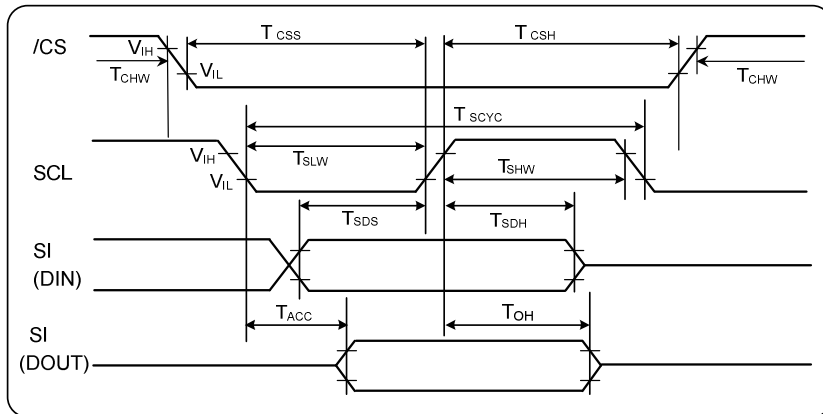 /CS
VIH
TCSS
TCSH
TCHW
VIL
TCHW
TSCYC
SCL
VIH
TSLW
TSHW
VIL
TSDS
TSDH
SI
(DIN)
TACC
TOH
SI
(DOUT)